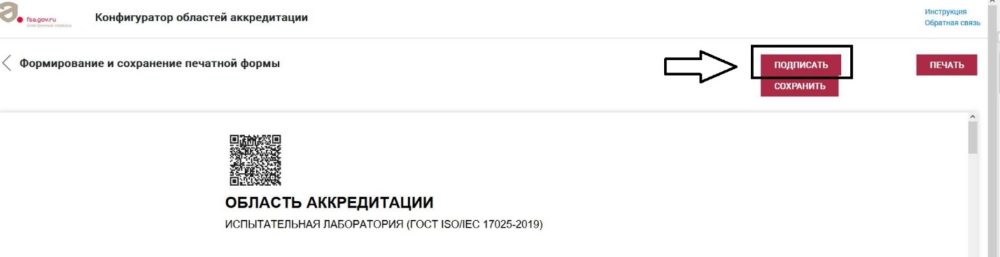 fsa.gov.ru
электронные сервисы
Конфигуратор областей аккредитации
Инструкция
Обратная связь
Формирование и сохранение печатной формы
ПОДПИСАТЬ
ПЕЧАТЬ
СОХРАНИТЬ
ОБЛАСТЬ АККРЕДИТАЦИИ
ИСПЫТАТЕЛЬНАЯ ЛАБОРАТОРИЯ (ГОСТ ISO/IEC 17025-2019)